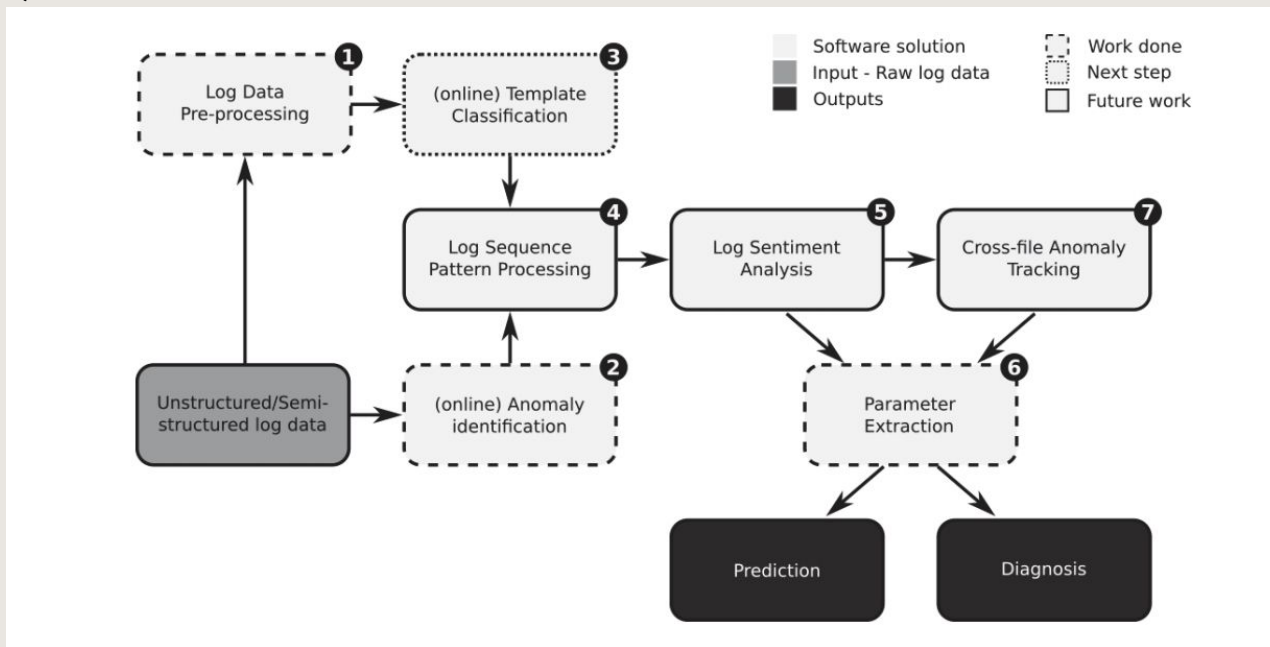 1
Log Data
Pre-processing
3
(online) Template
Classification
Software solution
Input - Raw log data
Outputs
Work done
Next step
Future work
4
Log Sequence
Pattern Processing
5
Log Sentiment
Analysis
7
Cross-file Anomaly
Tracking
Unstructured/Semi-
structured log data
2
(online) Anomaly
identification
6
Parameter
Extraction
Prediction
Diagnosis